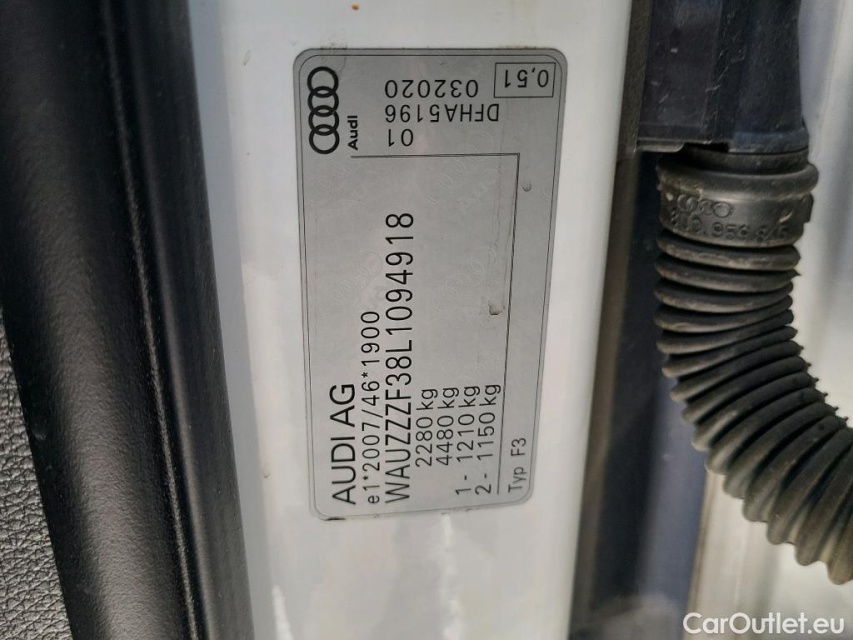 AUDI AG
e1*2007/46*1900
WAUZZZF38L1094918
2280 kg
4480 kg
1- 1210 kg
2- 1150 kg
Typ F3
Audi
01
DFHA5196
032020
0,51
CarOutlet.eu